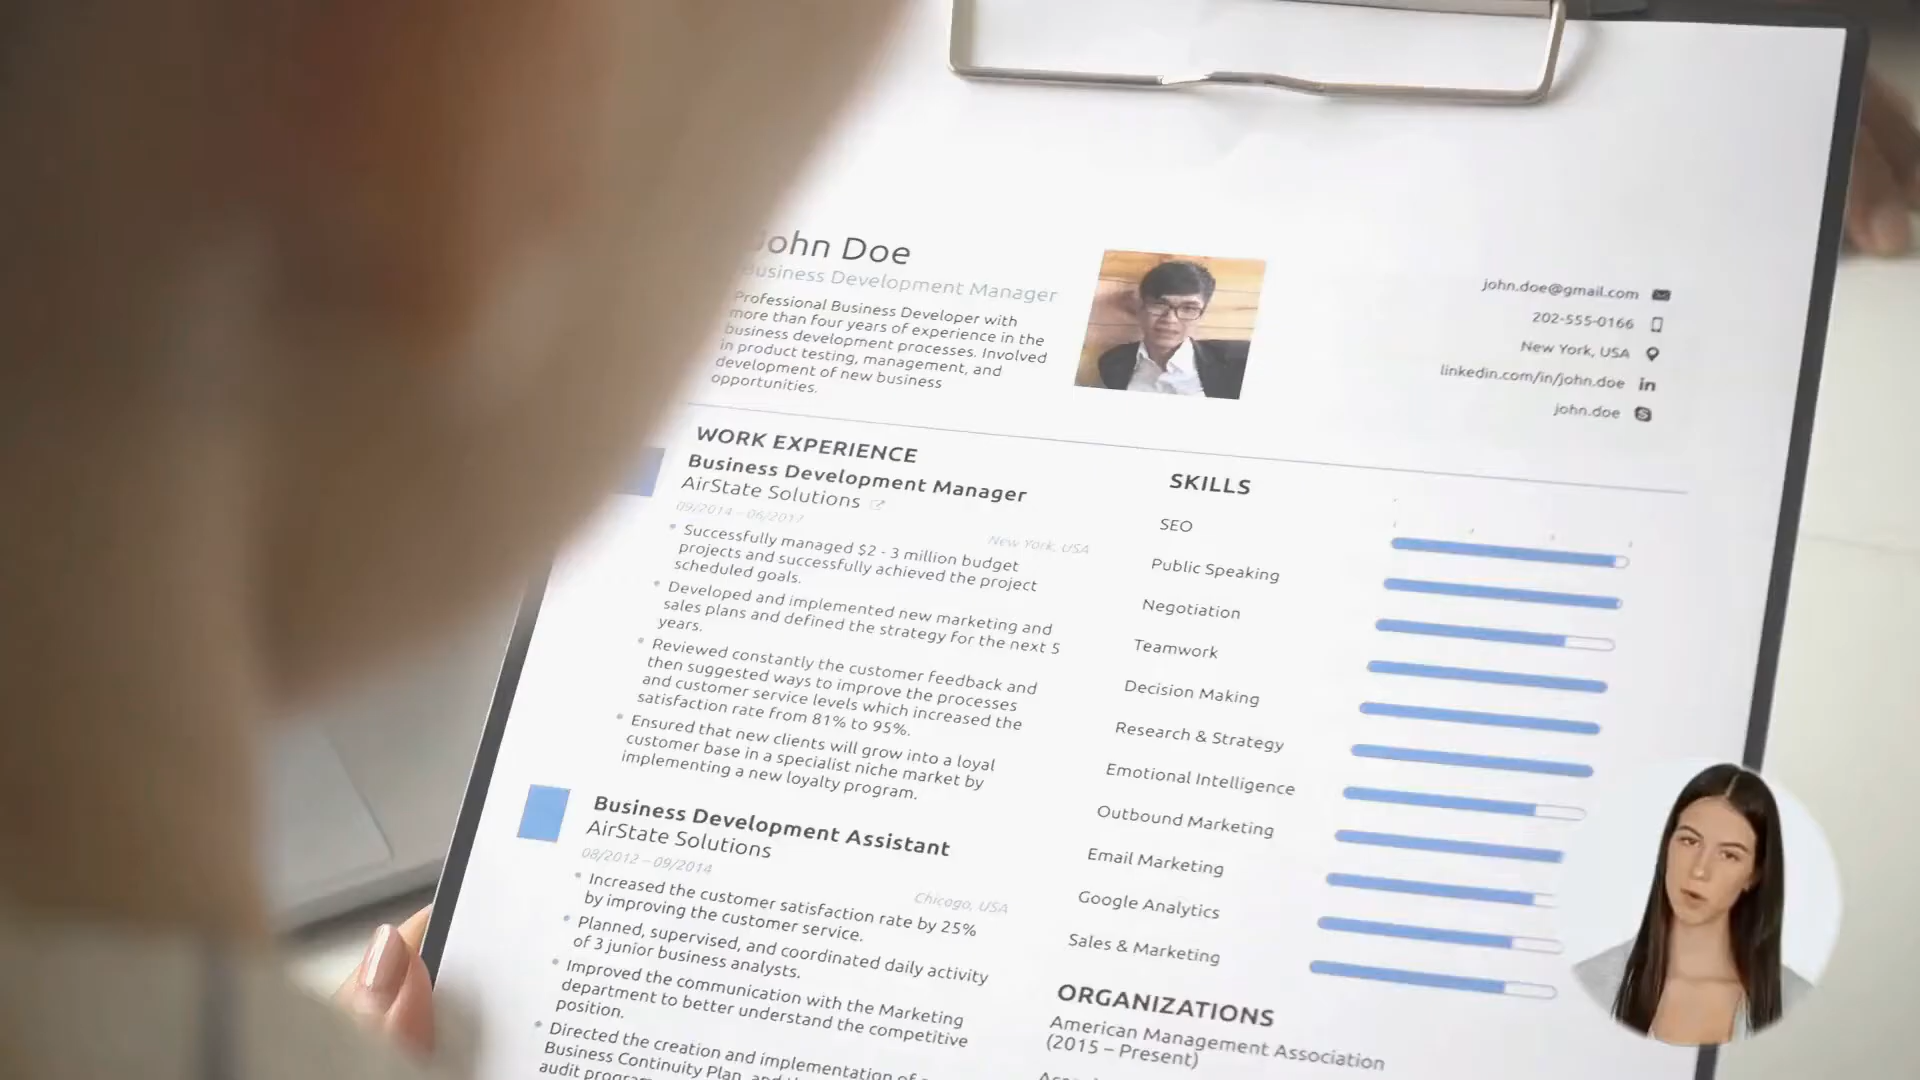 John Doe
Business Development Manager
Professional Business Developer with
more than four years of experience in the
business development processes. Involved
in product testing, management, and
development of new business
opportunities.
john.doe@gmail.com
202-555-0166
New York, USA
linkedin.com/in/john.doe
john.doe
WORK EXPERIENCE
Business Development Manager
AirState Solutions
09/2014 – 06/2017
New York, USA
Successfully managed $2 - 3 million budget
projects and successfully achieved the project
scheduled goals.
Developed and implemented new marketing and
sales plans and defined the strategy for the next 5
years.
Reviewed constantly the customer feedback and
then suggested ways to improve the processes
and customer service levels which increased the
satisfaction rate from 81% to 95%.
Ensured that new clients will grow into a loyal
customer base in a specialist niche market by
implementing a new loyalty program.
Business Development Assistant
AirState Solutions
08/2012 – 09/2014
Chicago, USA
Increased the customer satisfaction rate by 25%
by improving the customer service.
Planned, supervised, and coordinated daily activity
of 3 junior business analysts.
Improved the communication with the Marketing
department to better understand the competitive
position.
Directed the creation and implementation of
Business Continuity Plan, and
audit
SKILLS
SEO
Public Speaking
Negotiation
Teamwork
Decision Making
Research & Strategy
Emotional Intelligence
Outbound Marketing
Email Marketing
Google Analytics
Sales & Marketing
ORGANIZATIONS
American Management Association
(2015 – Present)